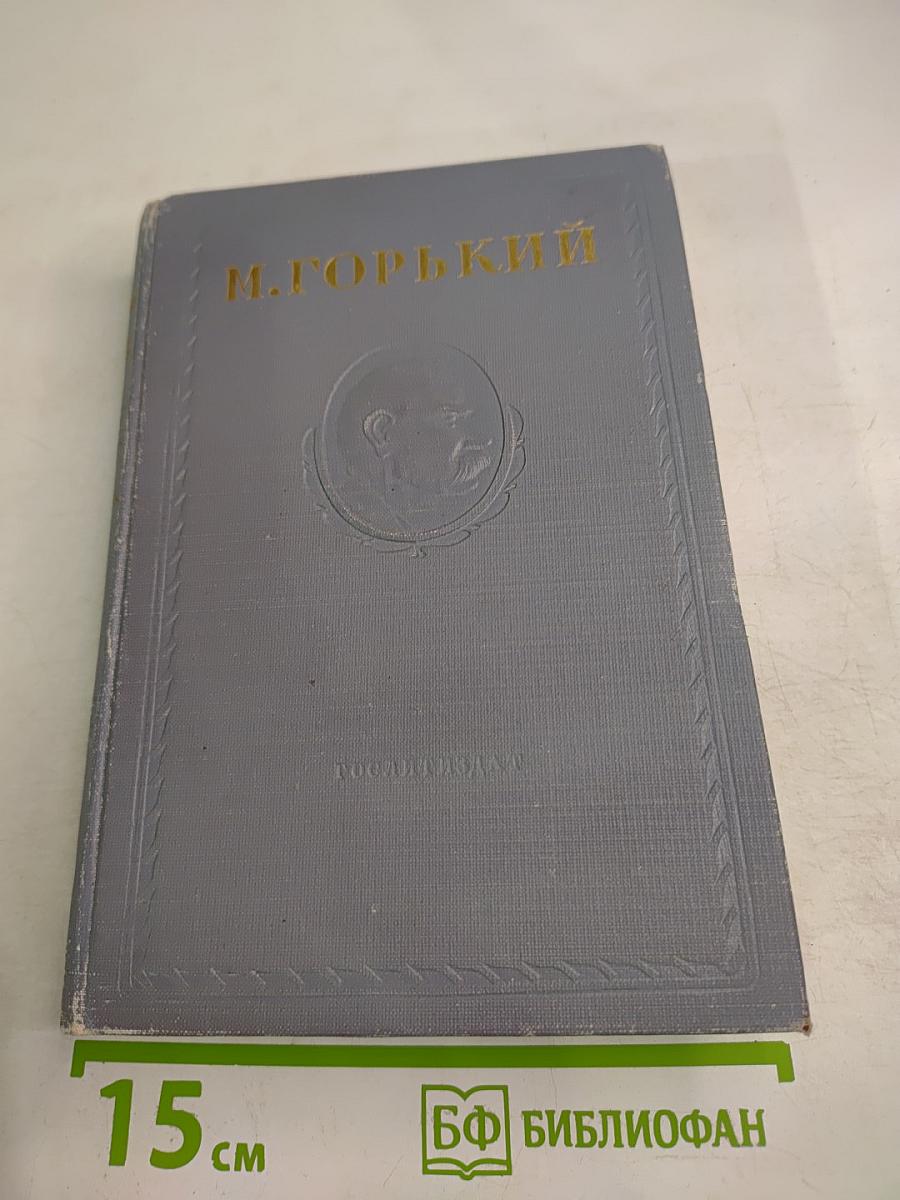 М.ГОРЬКИЙ
ГОСЛИТИЗДАТ
15 см
БФ БИБЛИОФАН